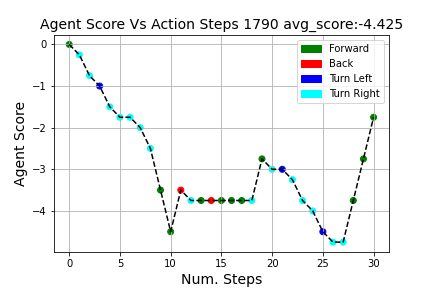 Agent Score Vs Action Steps 1790 avg_score:-4.425
Forward
Back
Turn Left
Turn Right
Agent Score
0
−1
−2
−3
−4
0 5 10 15 20 25 30
Num. Steps